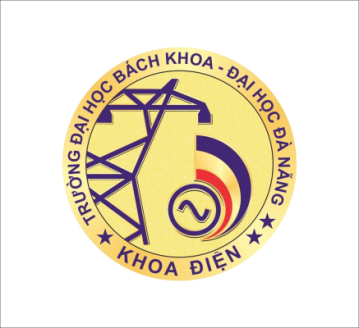 TRƯỜNG ĐẠI HỌC BÁCH KHOA - ĐẠI HỌC ĐÀ NẴNG
KHOA ĐIỆN